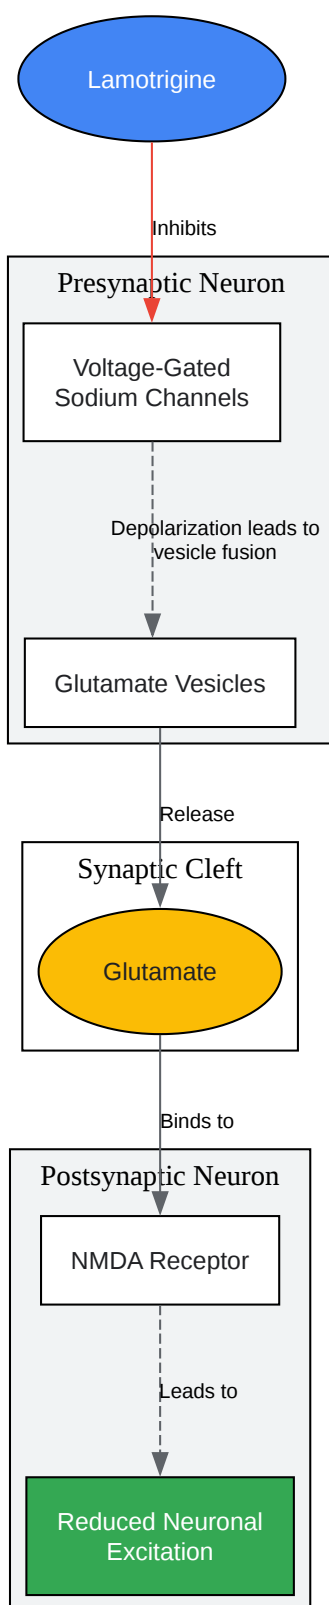 Lamotrigine
Inhibits
Presynaptic Neuron
Voltage-Gated
Sodium Channels
Depolarization leads to
vesicle fusion
Glutamate Vesicles
Release
Synaptic Cleft
Glutamate
Binds to
Postsynaptic Neuron
NMDA Receptor
Leads to
Reduced Neuronal
Excitation